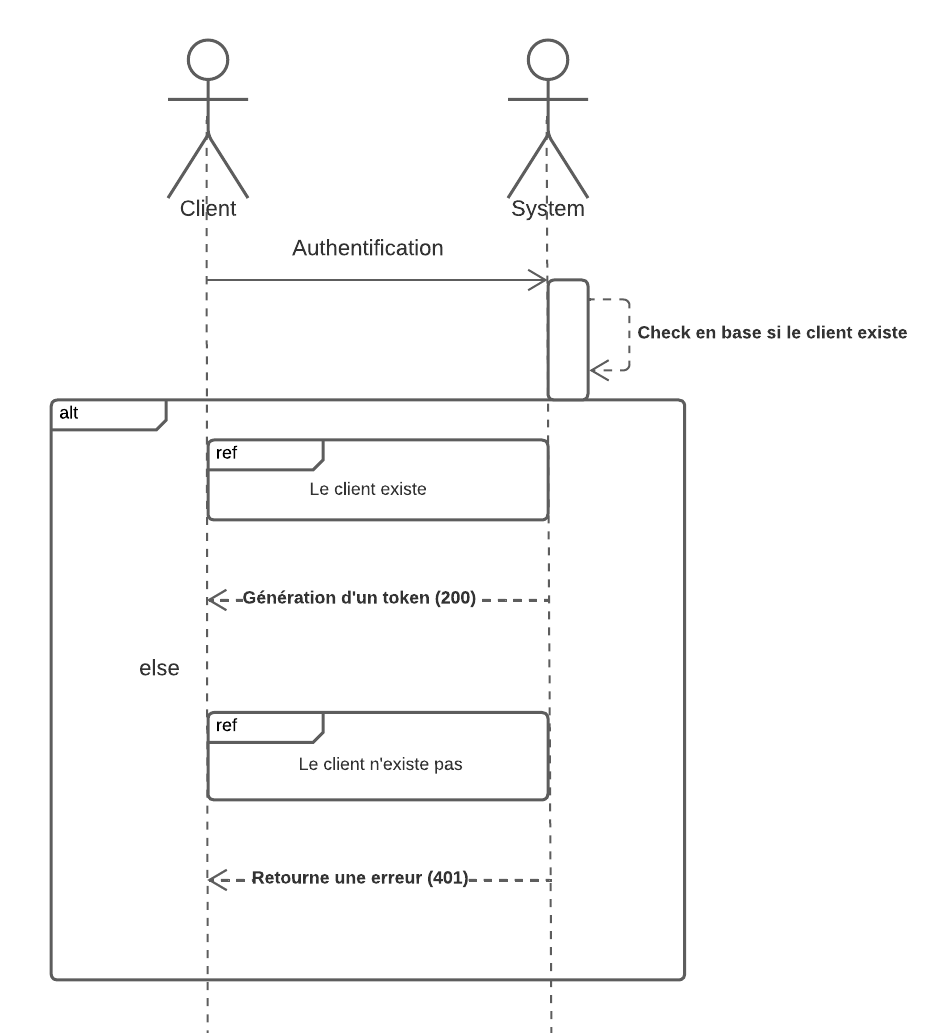 Client
System
Authentification
Check en base si le client existe
alt
ref
Le client existe
Génération d'un token (200)
else
ref
Le client n'existe pas
Retourne une erreur (401)